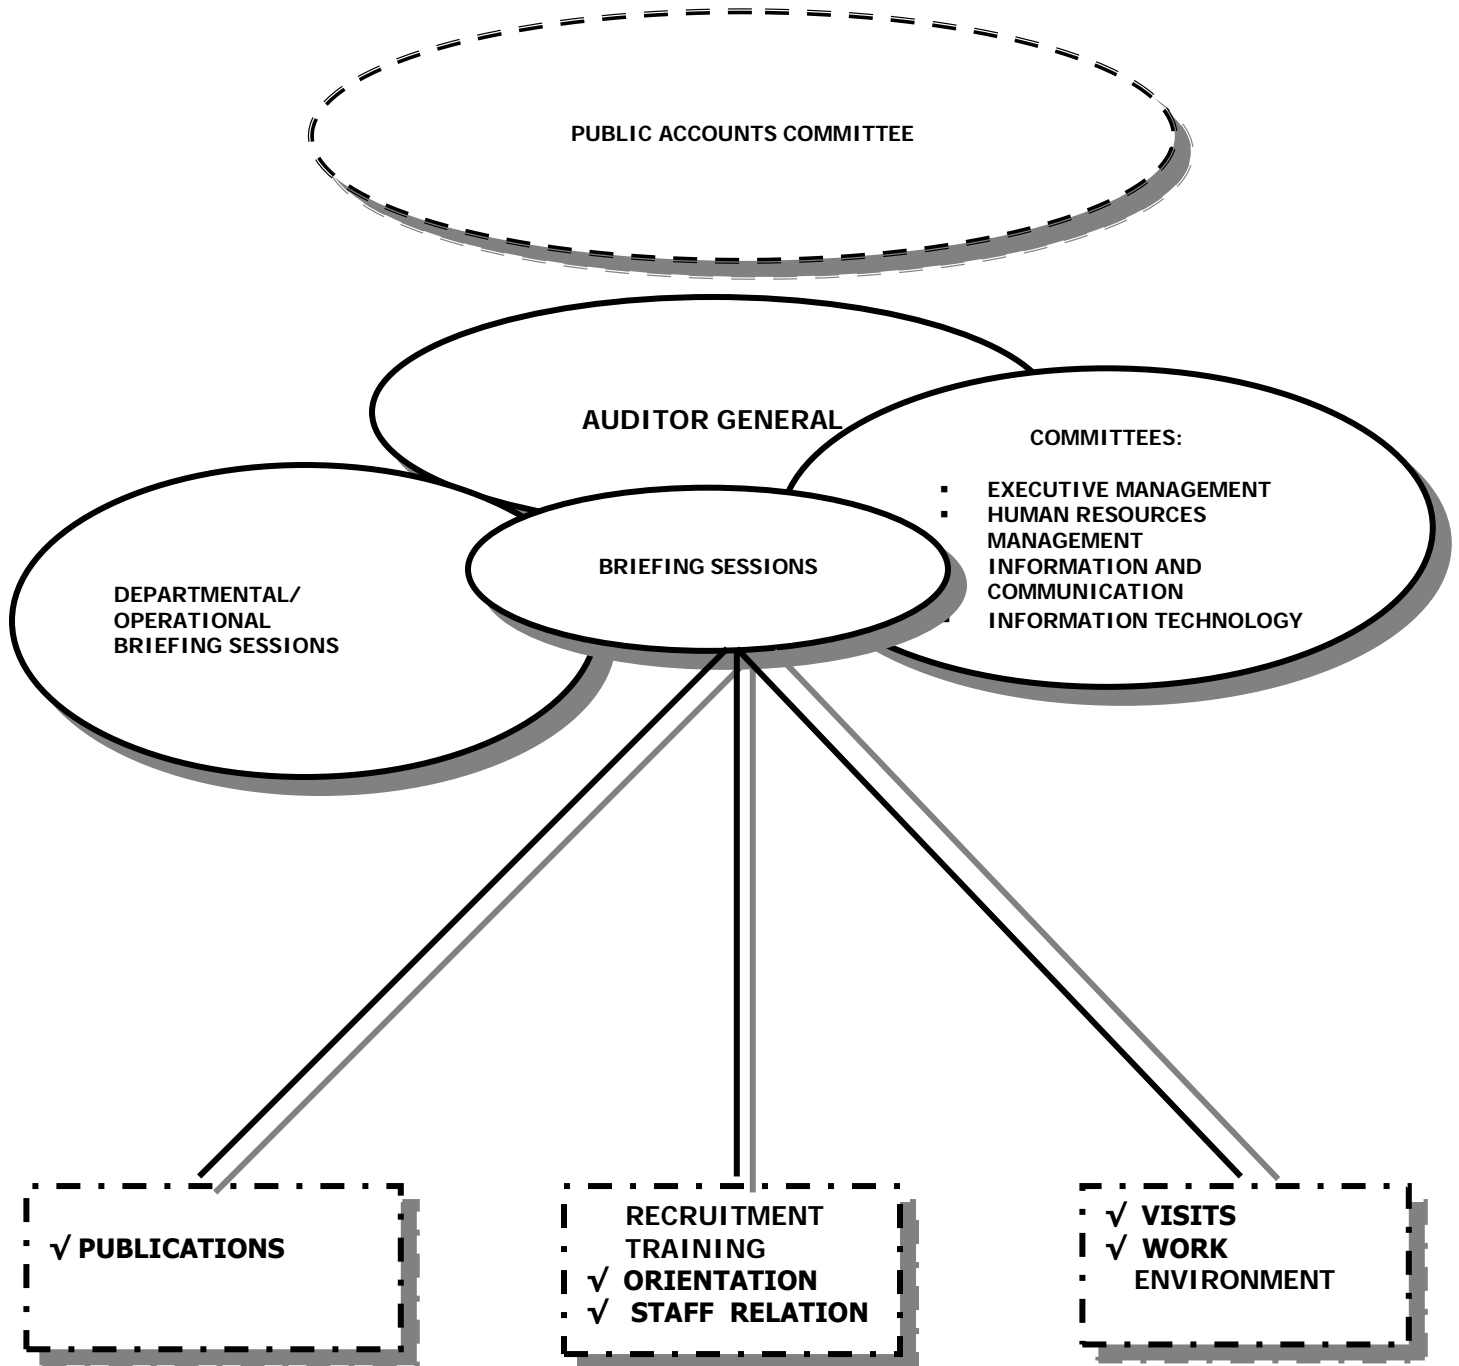 PUBLIC ACCOUNTS COMMITTEE
AUDITOR GENERAL
COMMITTEES:
▪ EXECUTIVE MANAGEMENT
▪ HUMAN RESOURCES
MANAGEMENT
INFORMATION AND
COMMUNICATION
▪ INFORMATION TECHNOLOGY
BRIEFING SESSIONS
DEPARTMENTAL/
OPERATIONAL
BRIEFING SESSIONS
√ PUBLICATIONS
RECRUITMENT
TRAINING
√ ORIENTATION
√ STAFF RELATION
√ VISITS
√ WORK
ENVIRONMENT